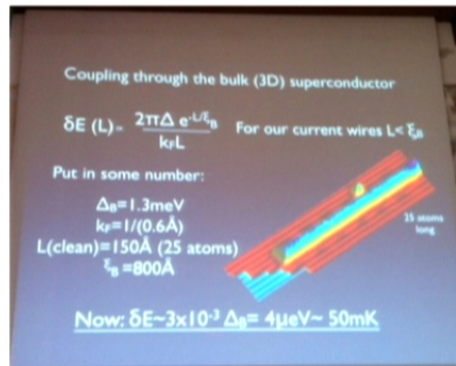 Coupling through the bulk (3D) superconductor
δE (L)= 2πΔ e^-L/ξB / kFL For our current wires L<ξB
Put in some number:
ΔB=1.3meV
kF=1/(0.6Å)
L(clean)=150Å (25 atoms)
ξB=800Å
25 atoms
long
Now: δE~3x10^-3 ΔB= 4μeV~ 50mK